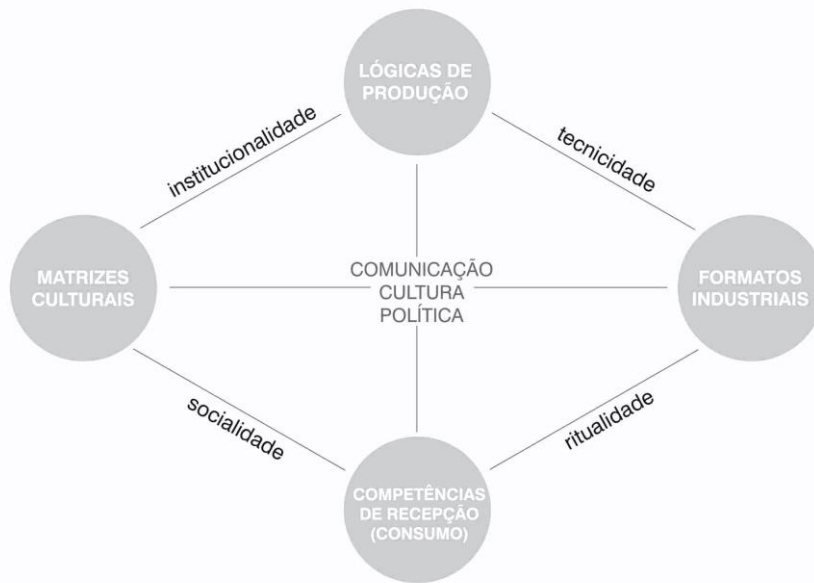 LÓGICAS DE
PRODUÇÃO
institucionalidade
tecnicidade
MATRIZES
CULTURAIS
COMUNICAÇÃO
CULTURA
POLÍTICA
FORMATOS
INDUSTRIAIS
socialidade
ritualidade
COMPETÊNCIAS
DE RECEPÇÃO
(CONSUMO)